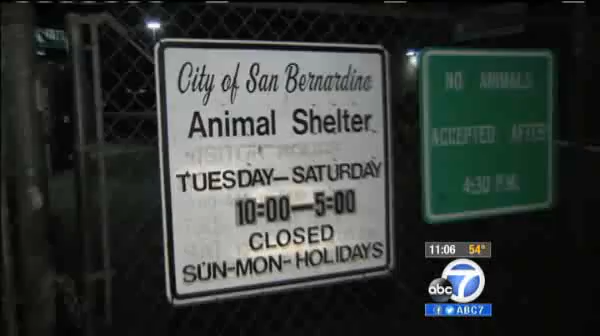 City of San Bernardino
Animal Shelter
TUESDAY—SATURDAY
10:00—5:00
CLOSED
SUN-MON-HOLIDAYS
NO ANIMALS
ACCEPTED AFTER
4:30 P.M.
11:06 54°
abc 7
ABC7